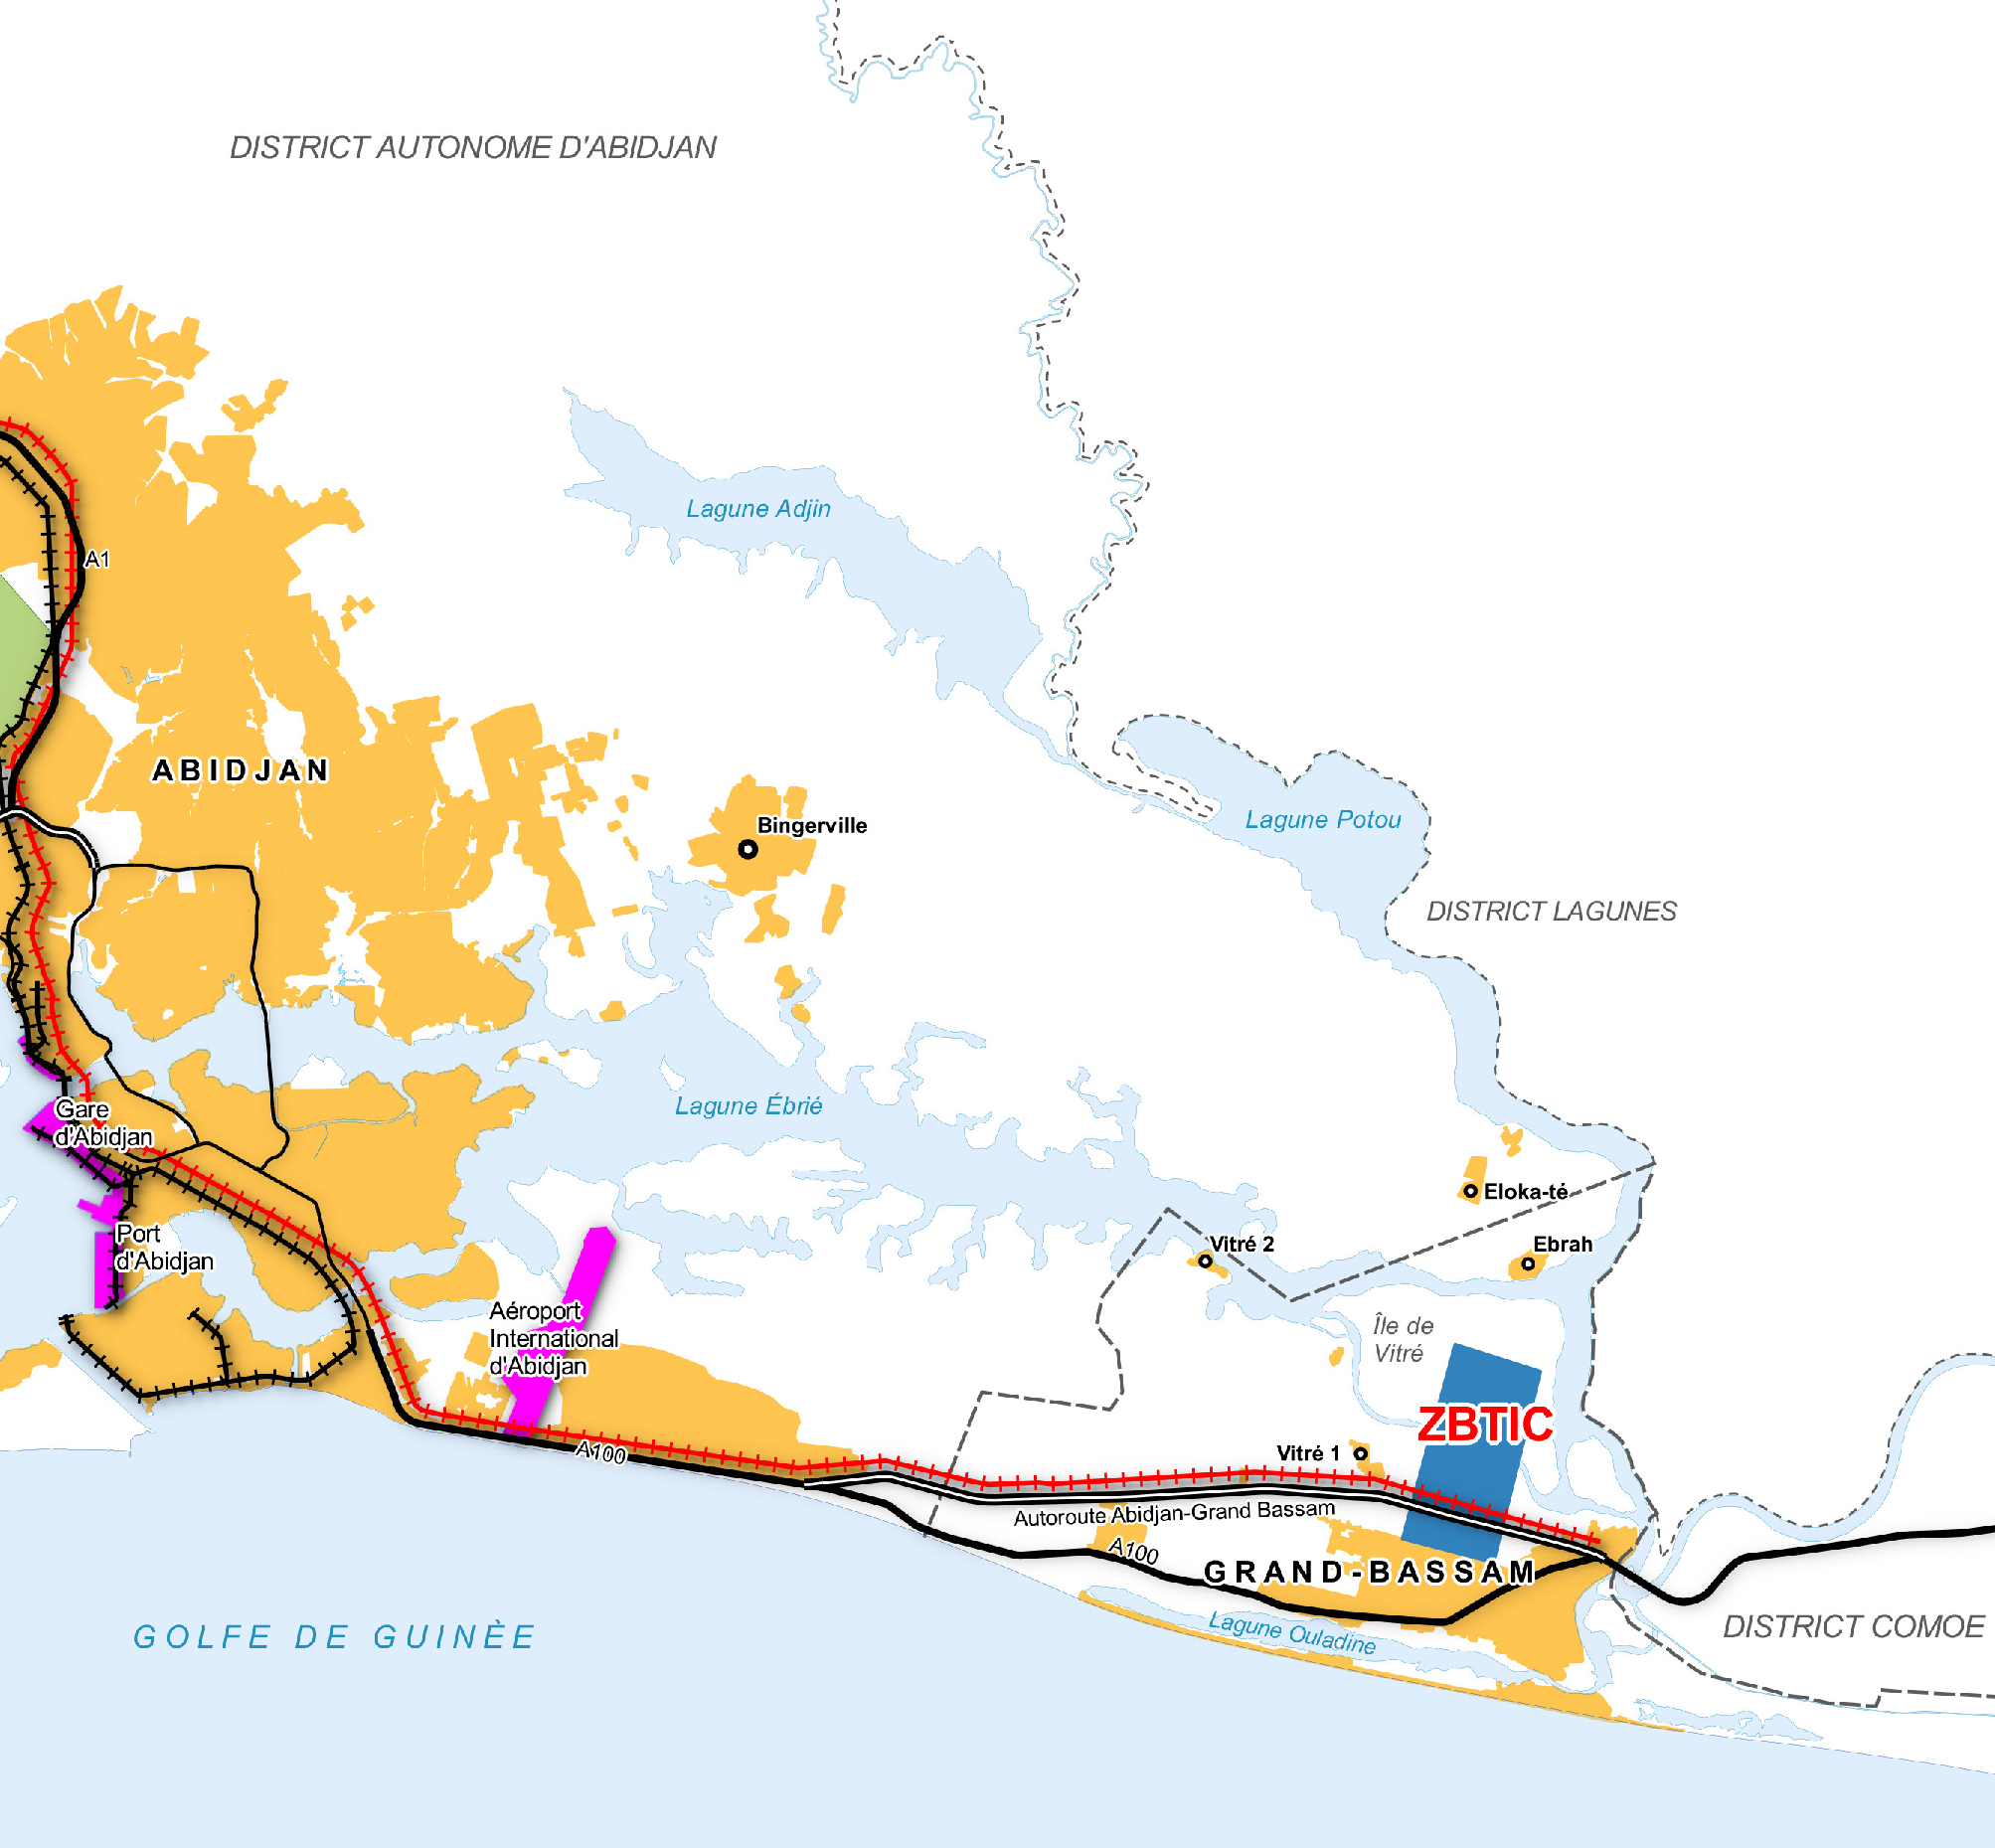 DISTRICT AUTONOME D'ABIDJAN
Lagune Adjin
A1
ABIDJAN
Bingerville
Lagune Potou
DISTRICT LAGUNES
Lagune Ébrié
Gare
d'Abidjan
Eloka-té
Port
d'Abidjan
Vitré 2
Ebrah
Aéroport
International
d'Abidjan
Île de
Vitré
ZBTIC
A100
Vitré 1
Autoroute Abidjan-Grand Bassam
A100
GRAND-BASSAM
Lagune Ouladine
GOLFE DE GUINÈE
DISTRICT COMOE